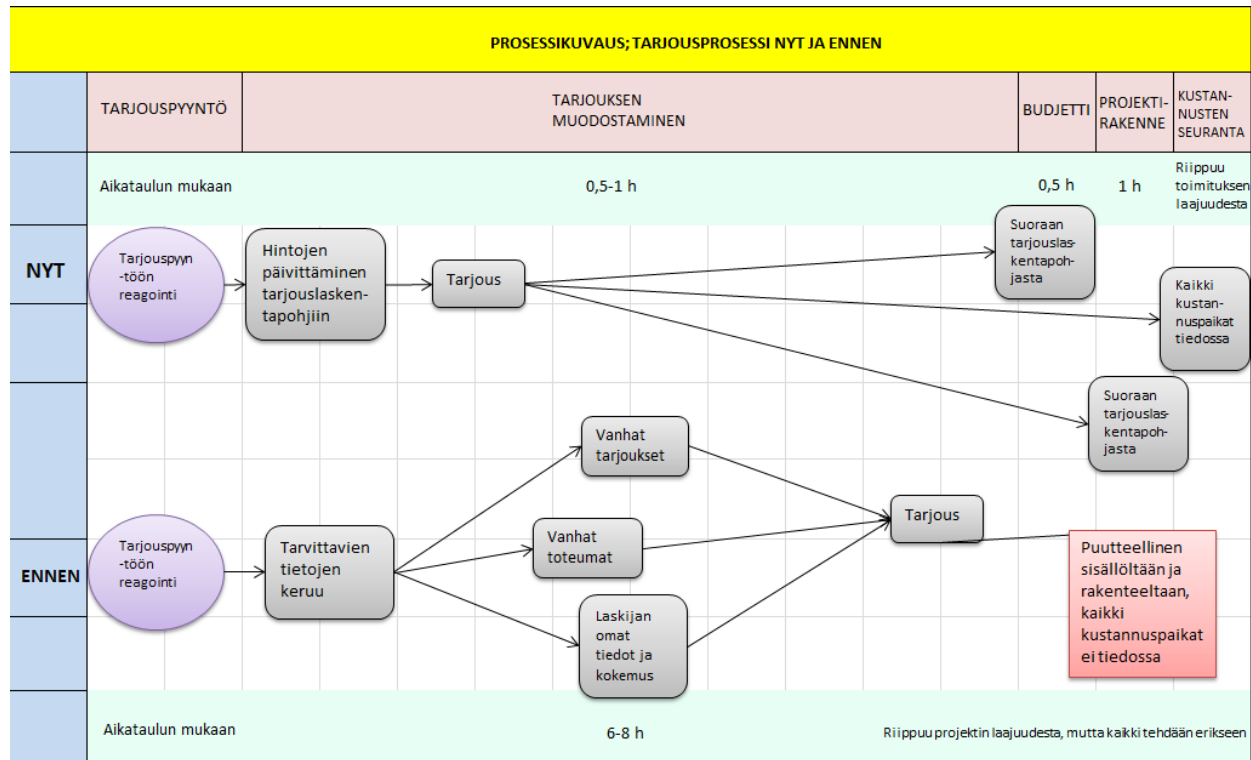 PROSESSIKUVAUS; TARJOUSPROSESSI NYT JA ENNEN
TARJOUSPYYNTÖ
TARJOUKSEN
MUODOSTAMINEN
BUDJETTI
PROJEKTI-
RAKENNE
KUSTAN-
NUSTEN
SEURANTA
Aikataulun mukaan
0,5-1 h
0,5 h
1 h
Riippuu
toimituksen
laajuudesta
NYT
Tarjouspyyn
-töön
reagointi
Hintojen
päivittäminen
tarjouslasken-
tapohjiin
Tarjous
Suoraan
tarjouslas-
kentapoh-
jasta
Kaikki
kustan-
nuspaikat
tiedossa
Suoraan
tarjouslas-
kentapoh-
jasta
ENNEN
Tarjouspyyn
-töön
reagointi
Tarvittavien
tietojen
keruu
Vanhat
tarjoukset
Vanhat
toteumat
Laskijan
omat
tiedot ja
kokemus
Tarjous
Puutteellinen
sisällöltään ja
rakenteeltaan,
kaikki
kustannuspaikat
ei tiedossa
Aikataulun mukaan
6-8 h
Riippuu projektin laajuudesta, mutta kaikki tehdään erikseen